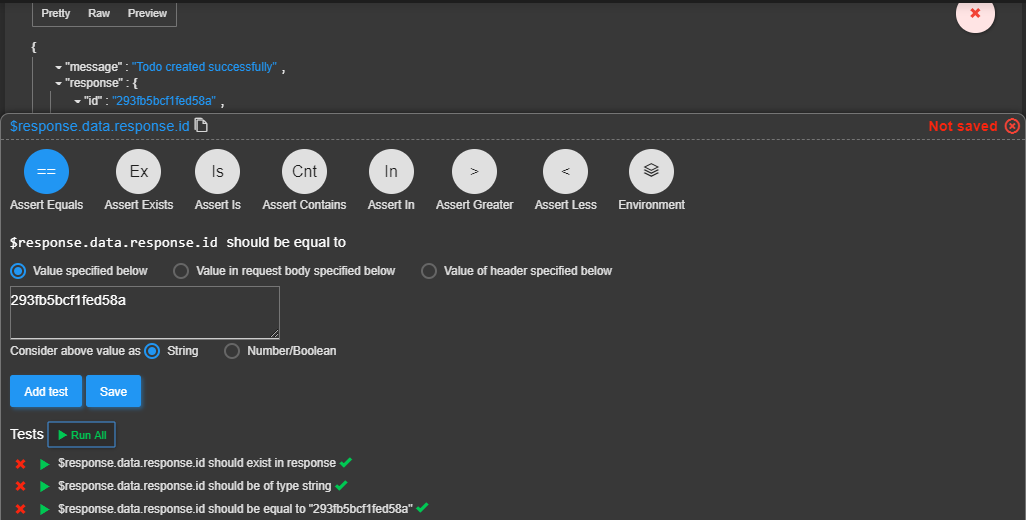 Pretty Raw Preview
{
"message" : "Todo created successfully" ,
"response" : {
"id" : "293fb5bcf1fed58a" ,
$response.data.response.id Not saved
== Ex Is Cnt In > <
Assert Equals Assert Exists Assert Is Assert Contains Assert In Assert Greater Assert Less Environment
$response.data.response.id should be equal to
Value specified below Value in request body specified below Value of header specified below
293fb5bcf1fed58a
Consider above value as String Number/Boolean
Add test Save
Tests Run All
$response.data.response.id should exist in response
$response.data.response.id should be of type string
$response.data.response.id should be equal to "293fb5bcf1fed58a"